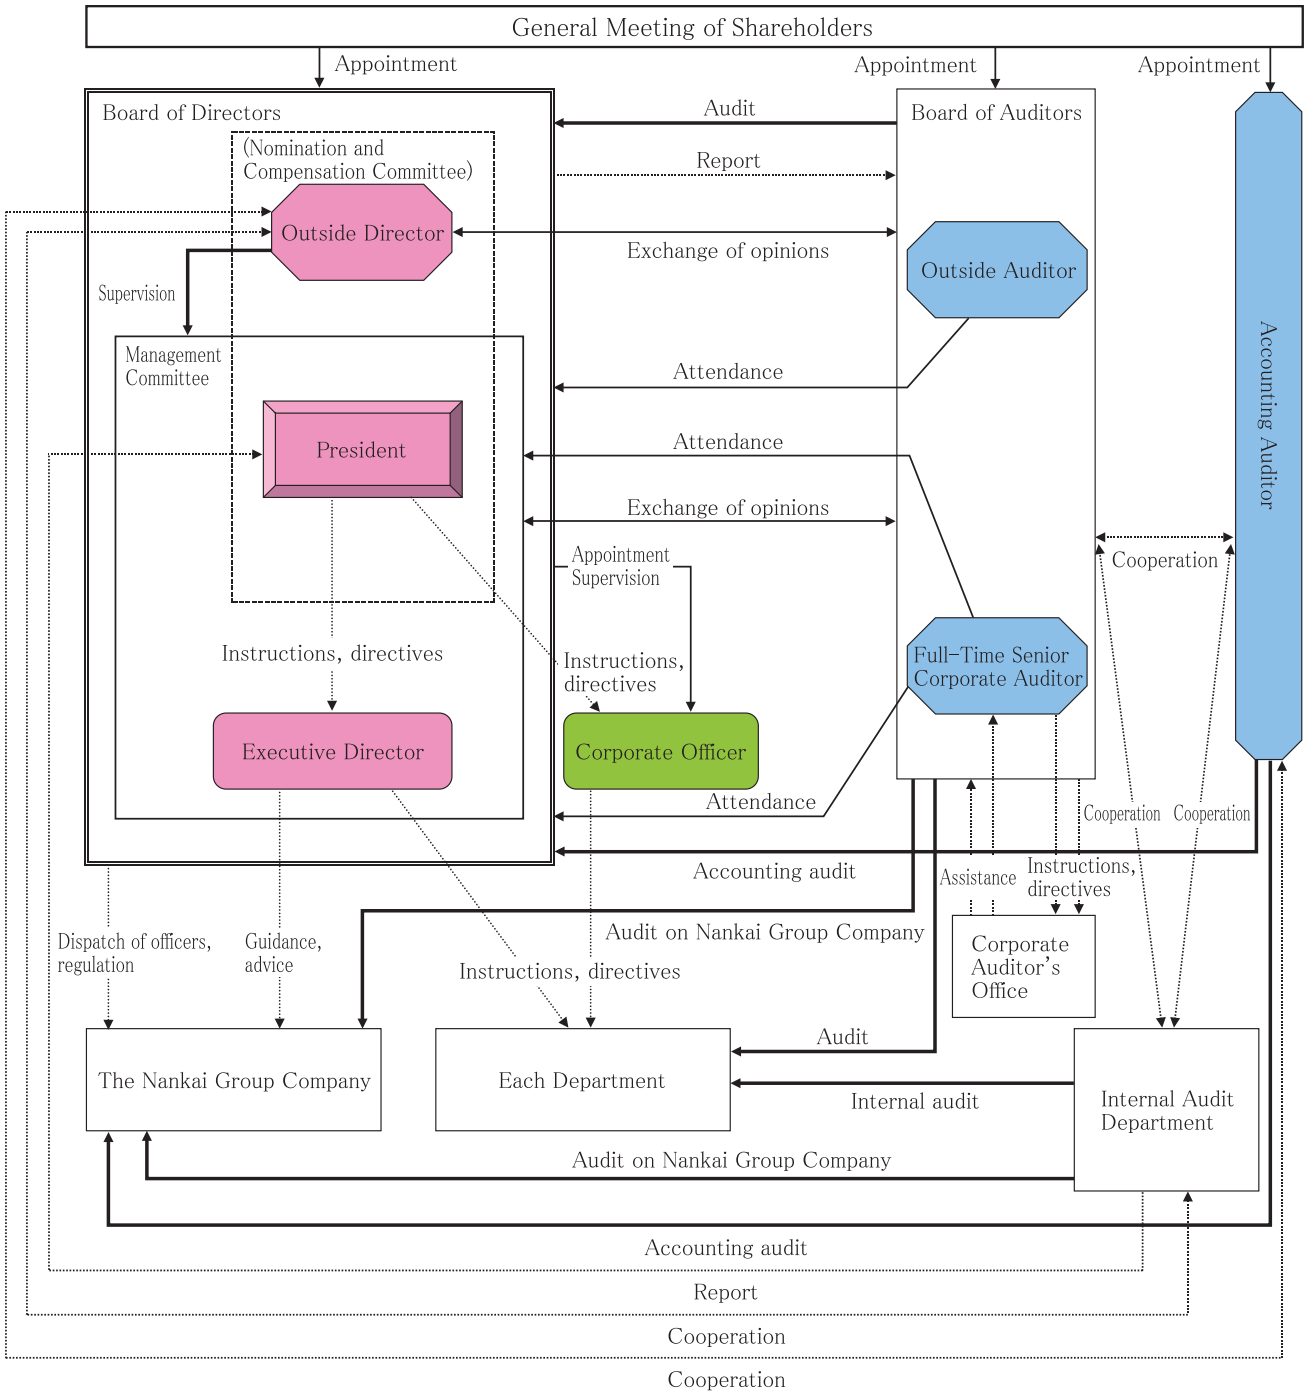 General Meeting of Shareholders
Appointment
Appointment
Appointment
Board of Directors
Audit
Board of Auditors
(Nomination and
Compensation Committee)
Report
Outside Director
Exchange of opinions
Outside Auditor
Supervision
Management
Committee
Attendance
Accounting Auditor
President
Attendance
Exchange of opinions
Appointment
Supervision
Cooperation
Instructions, directives
Instructions,
directives
Full-Time Senior
Corporate Auditor
Executive Director
Corporate Officer
Attendance
Cooperation
Cooperation
Accounting audit
Assistance
Instructions,
directives
Dispatch of officers,
regulation
Guidance,
advice
Audit on Nankai Group Company
Instructions, directives
Corporate
Auditor's
Office
Audit
The Nankai Group Company
Each Department
Internal audit
Internal Audit
Department
Audit on Nankai Group Company
Accounting audit
Report
Cooperation
Cooperation